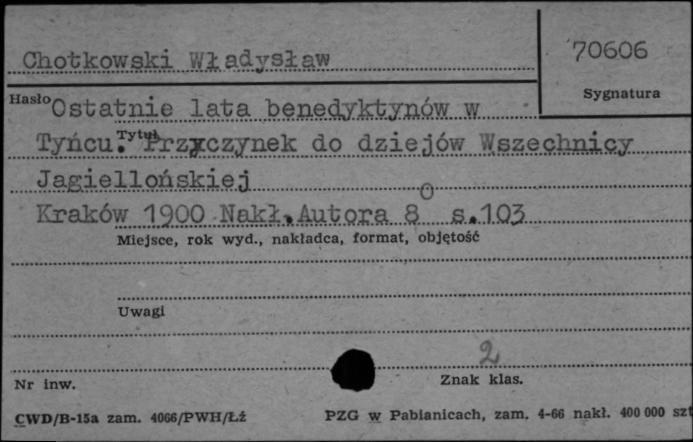 Chotkowski Władysław
70606
Sygnatura
Hasło
Ostatnie lata benedyktynów w
Tytuł
Tyńcu. Przyczynek do dziejów Wszechnicy
Jagiellońskiej
Kraków 1900 Nakł.Autora 8o s.103
Miejsce, rok wyd., nakładca, format, objętość
Uwagi
2
Nr inw.
Znak klas.
CWD/B-15a zam. 4066/PWH/Łź
PZG w Pabianicach, zam. 4-66 nakł. 400 000 szt